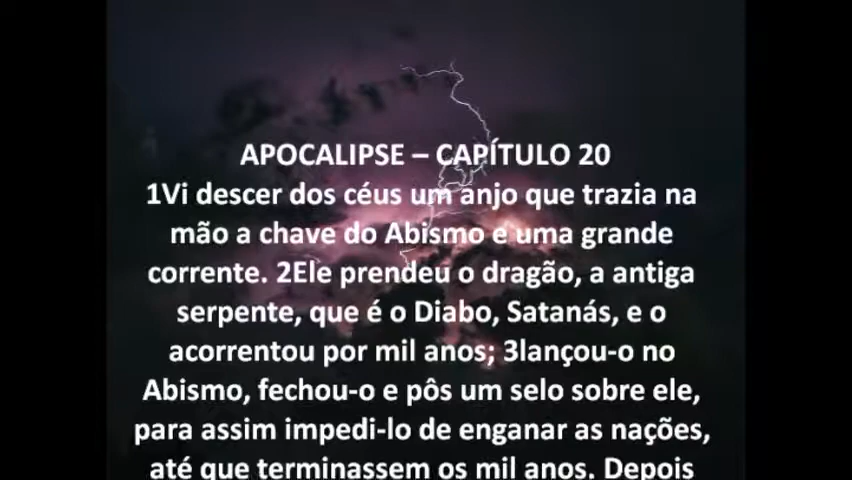 APOCALIPSE – CAPÍTULO 20
1Vi descer dos céus um anjo que trazia na
mão a chave do Abismo e uma grande
corrente. 2Ele prendeu o dragão, a antiga
serpente, que é o Diabo, Satanás, e o
acorrentou por mil anos; 3lançou-o no
Abismo, fechou-o e pôs um selo sobre ele,
para assim impedi-lo de enganar as nações,
até que terminassem os mil anos. Depois